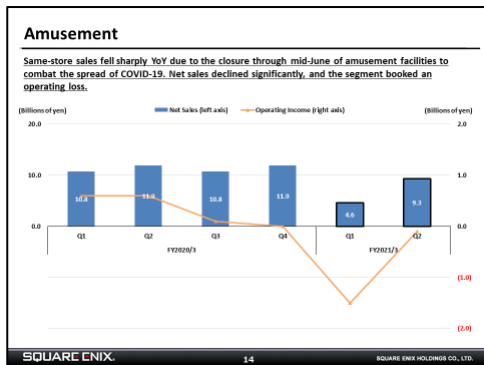 Amusement
Same-store sales fell sharply YoY due to the closure through mid-June of amusement facilities to
combat the spread of COVID-19. Net sales declined significantly, and the segment booked an
operating loss.
(Billions of yen) Net Sales (left axis) Operating Income (right axis) (Billions of yen)
20.0 2.0
10.0 1.0
10.8 11.9 10.8 11.9 4.6 9.3
0.0 0.0
Q1 Q2 Q3 Q4 Q1 Q2
FY2020/3 FY2021/3
(1.0)
(2.0)
SQUARE ENIX. 14 SQUARE ENIX HOLDINGS CO., LTD.